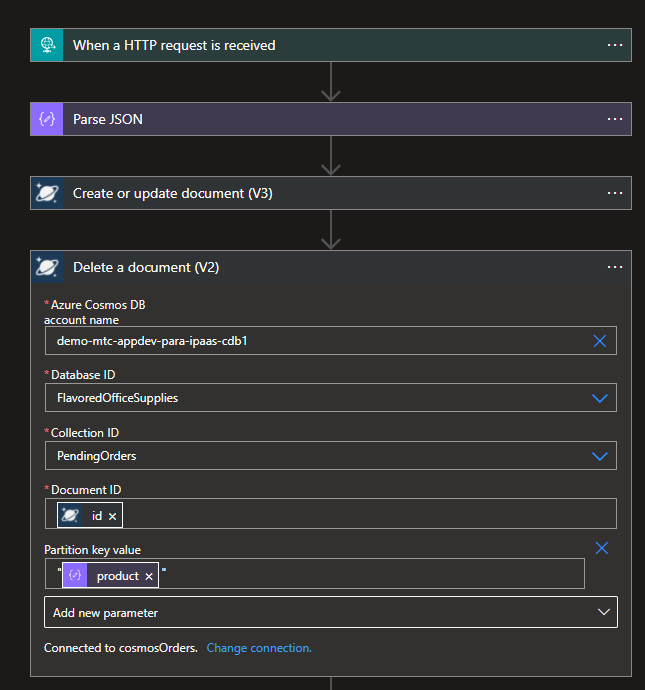 When a HTTP request is received
Parse JSON
Create or update document (V3)
Delete a document (V2)
*Azure Cosmos DB
account name
demo-mtc-appdev-para-ipaas-cdb1
*Database ID
FlavoredOfficeSupplies
*Collection ID
PendingOrders
*Document ID
id
Partition key value
"product"
Add new parameter
Connected to cosmosOrders. Change connection.